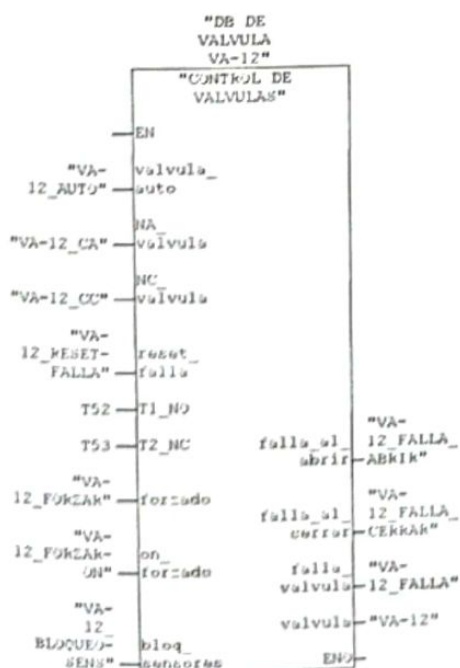 "DB DE
VALVULA
VA-12"
"CONTROL DE
VALVULAS"
EN
"VA-
12_AUTO"
valvula_
auto
"VA-12_CA"
NA_
valvula
"VA-12_CC"
NC_
valvula
"VA-
12_RESET-
FALLA"
reset_
falla
T52
T1_NO
T53
T2_NC
"VA-
12_FORZAR"
forzado
"VA-
12_FORZAR-
ON"
on_
forzado
"VA-
12_
BLOQUEO-
SENS"
bloq_
sensores
falla_al_
abrir
"VA-
12_FALLA_
ABRIR"
falla_al_
cerrar
"VA-
12_FALLA_
CERRAR"
falla_
valvula
"VA-
12_FALLA"
valvula
"VA-12"
ENO